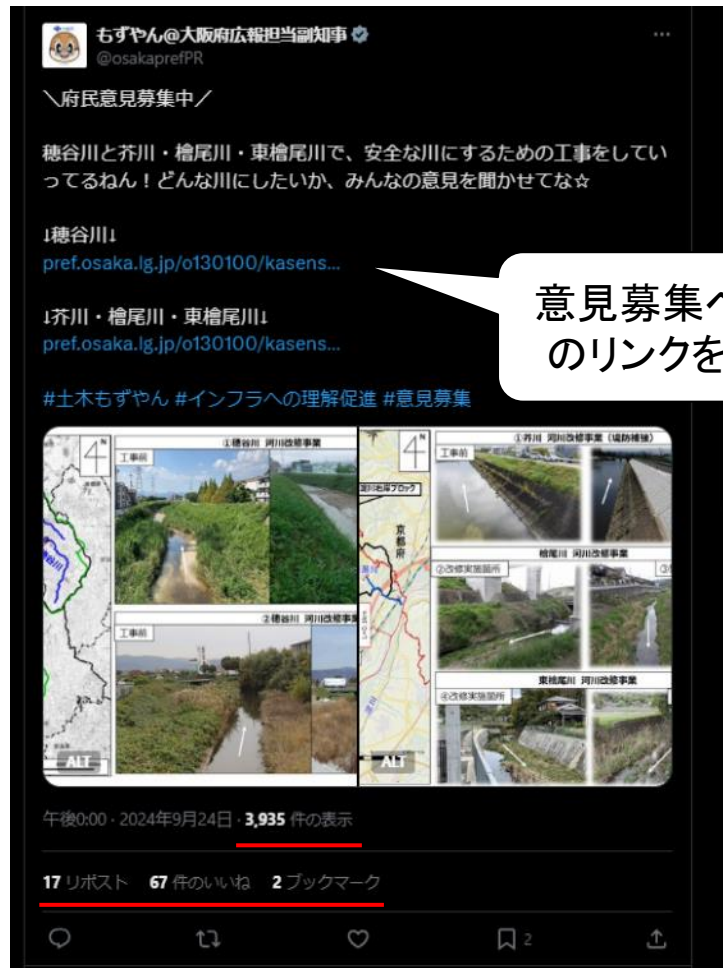 もずやん@大阪府広報担当副知事
@osakaprefPR
＼府民意見募集中／
穂谷川と芥川・檜尾川・東檜尾川で、安全な川にするための工事をしてい
ってるねん！どんな川にしたいか、みんなの意見を聞かせてな☆
↓穂谷川↓
pref.osaka.lg.jp/o130100/kasens...
↓芥川・檜尾川・東檜尾川↓
pref.osaka.lg.jp/o130100/kasens...
意見募集へ
のリンクを
#土木もずやん #インフラへの理解促進 #意見募集
①穂谷川 河川改修事業
工事前
穂谷川
②穂谷川 河川改修事業
工事前
ALT
①芥川 河川改修事業（堤防補強）
工事前
淀川右岸ブロック
京都府
檜尾川 河川改修事業
②改修実施箇所
東檜尾川 河川改修事業
④改修実施箇所
ALT
午後0:00 · 2024年9月24日 · 3,935 件の表示
17 リポスト 67 件のいいね 2 ブックマーク
2